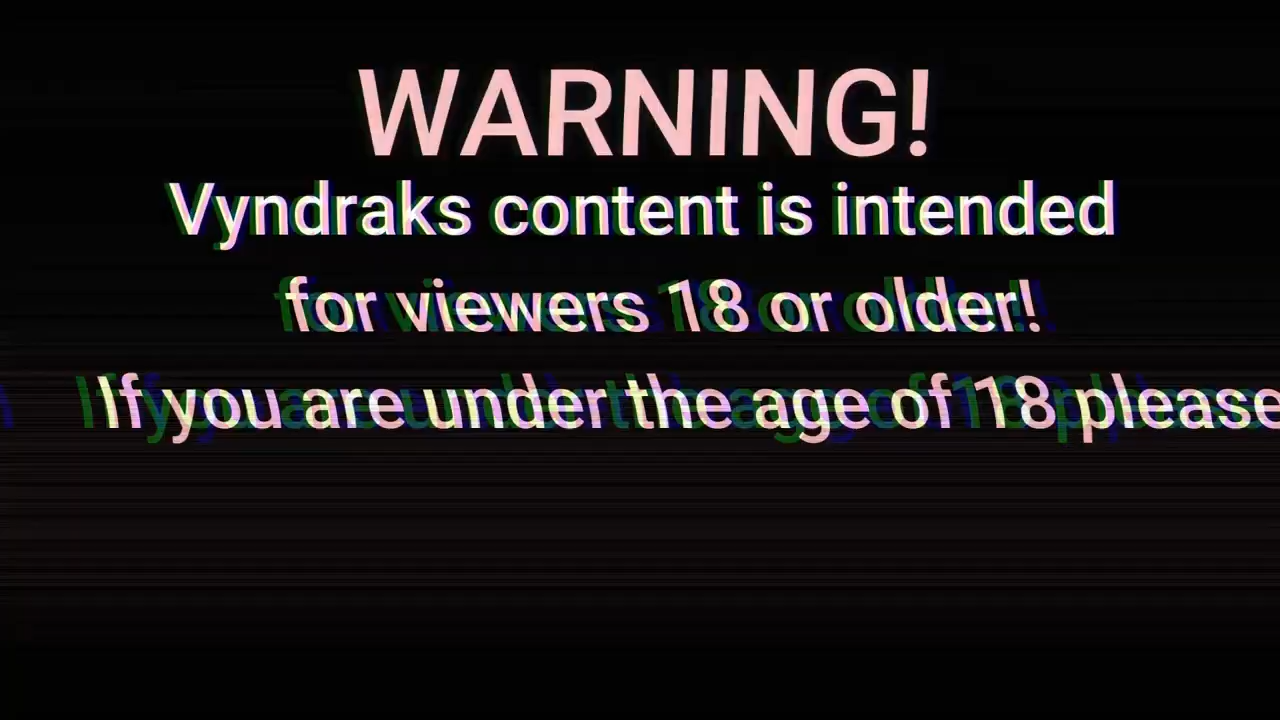 WARNING!
Vyndraks content is intended
for viewers 18 or older!
If you are under the age of 18 please